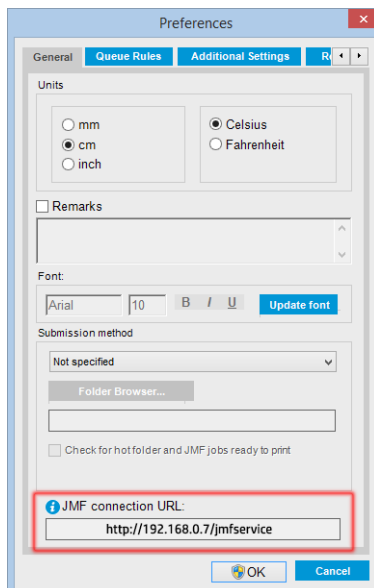 Preferences
General Queue Rules Additional Settings
Units
mm
cm
inch
Celsius
Fahrenheit
Remarks
Font:
Arial 10 B I U Update font
Submission method
Not specified
Folder Browser...
Check for hot folder and JMF jobs ready to print
JMF connection URL:
http://192.168.0.7/jmfservice
OK Cancel